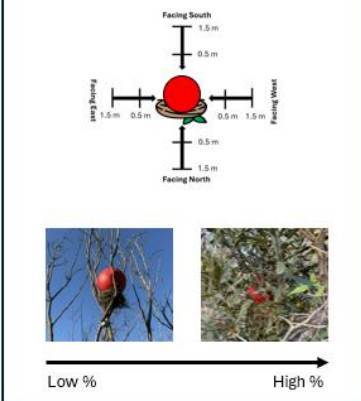 Facing South
1.5 m
0.5 m
Facing East
1.5 m 0.5 m
0.5 m 1.5 m
Facing West
0.5 m
1.5 m
Facing North
Low % High %